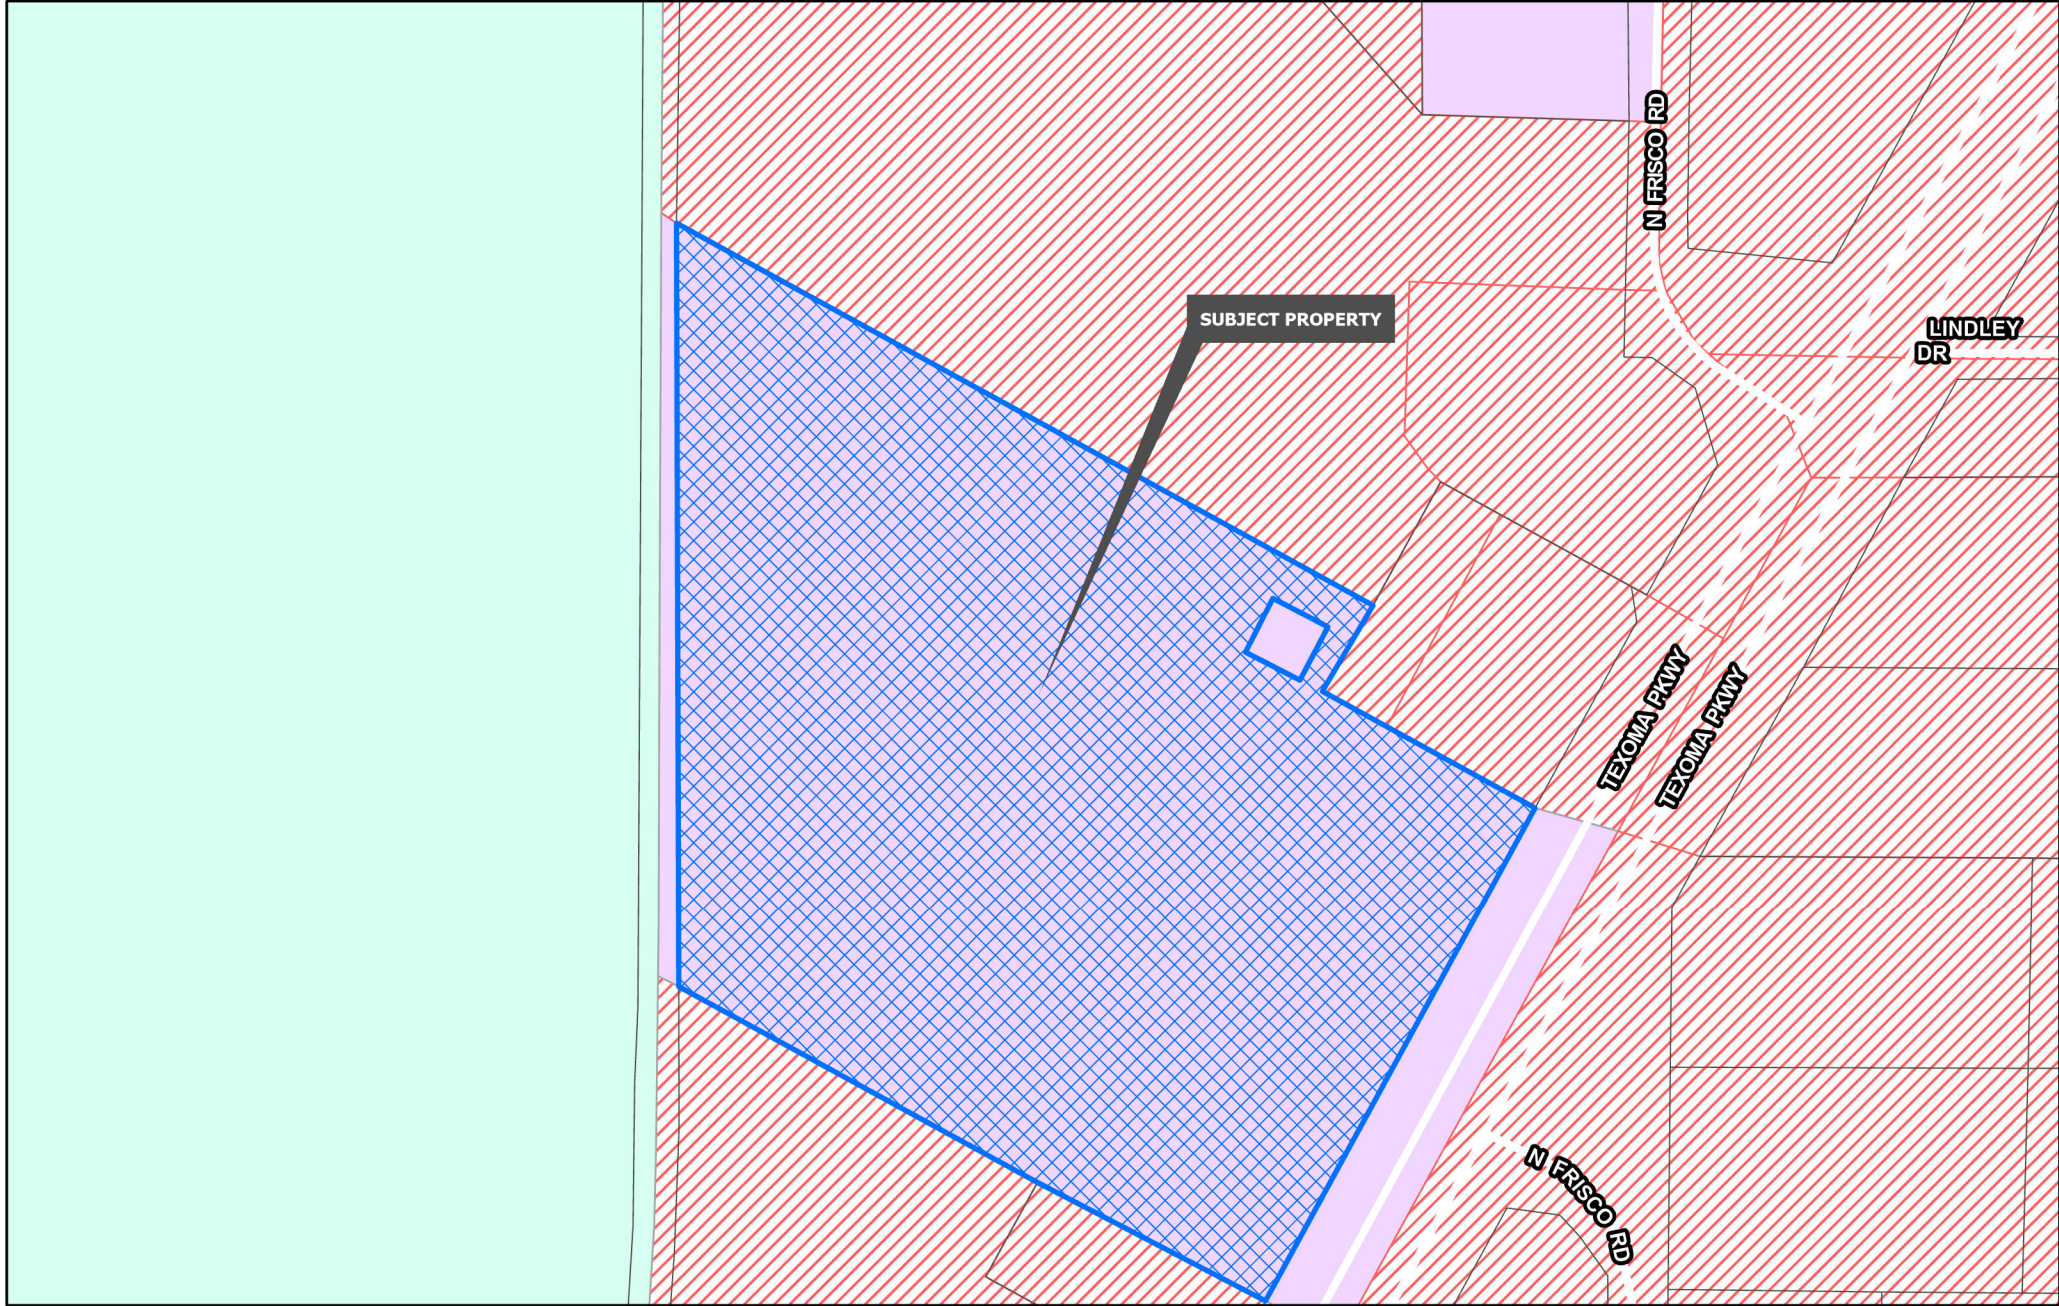 N FRISCO RD
SUBJECT PROPERTY
LINDLEY
DR
TEXOMA PKWY
TEXOMA PKWY
N FRISCO RD